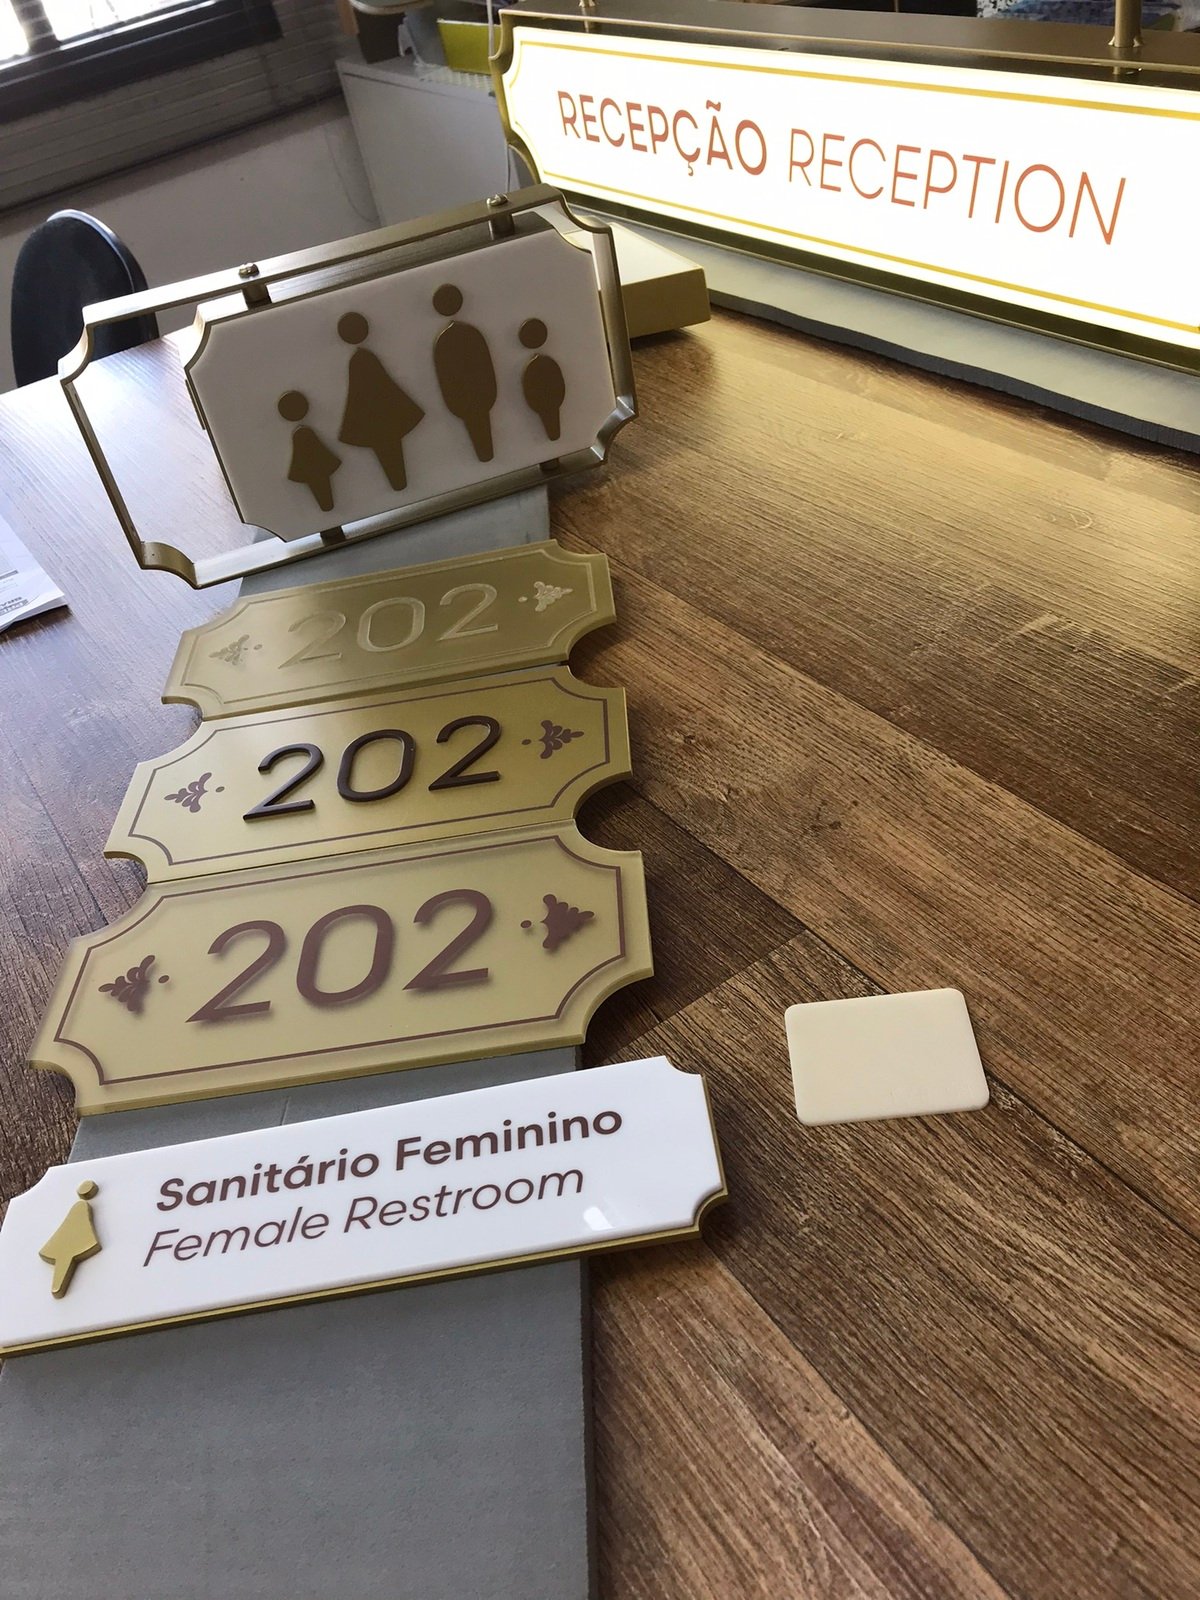 RECEPÇÃO RECEPTION
202
202
202
Sanitário Feminino
Female Restroom